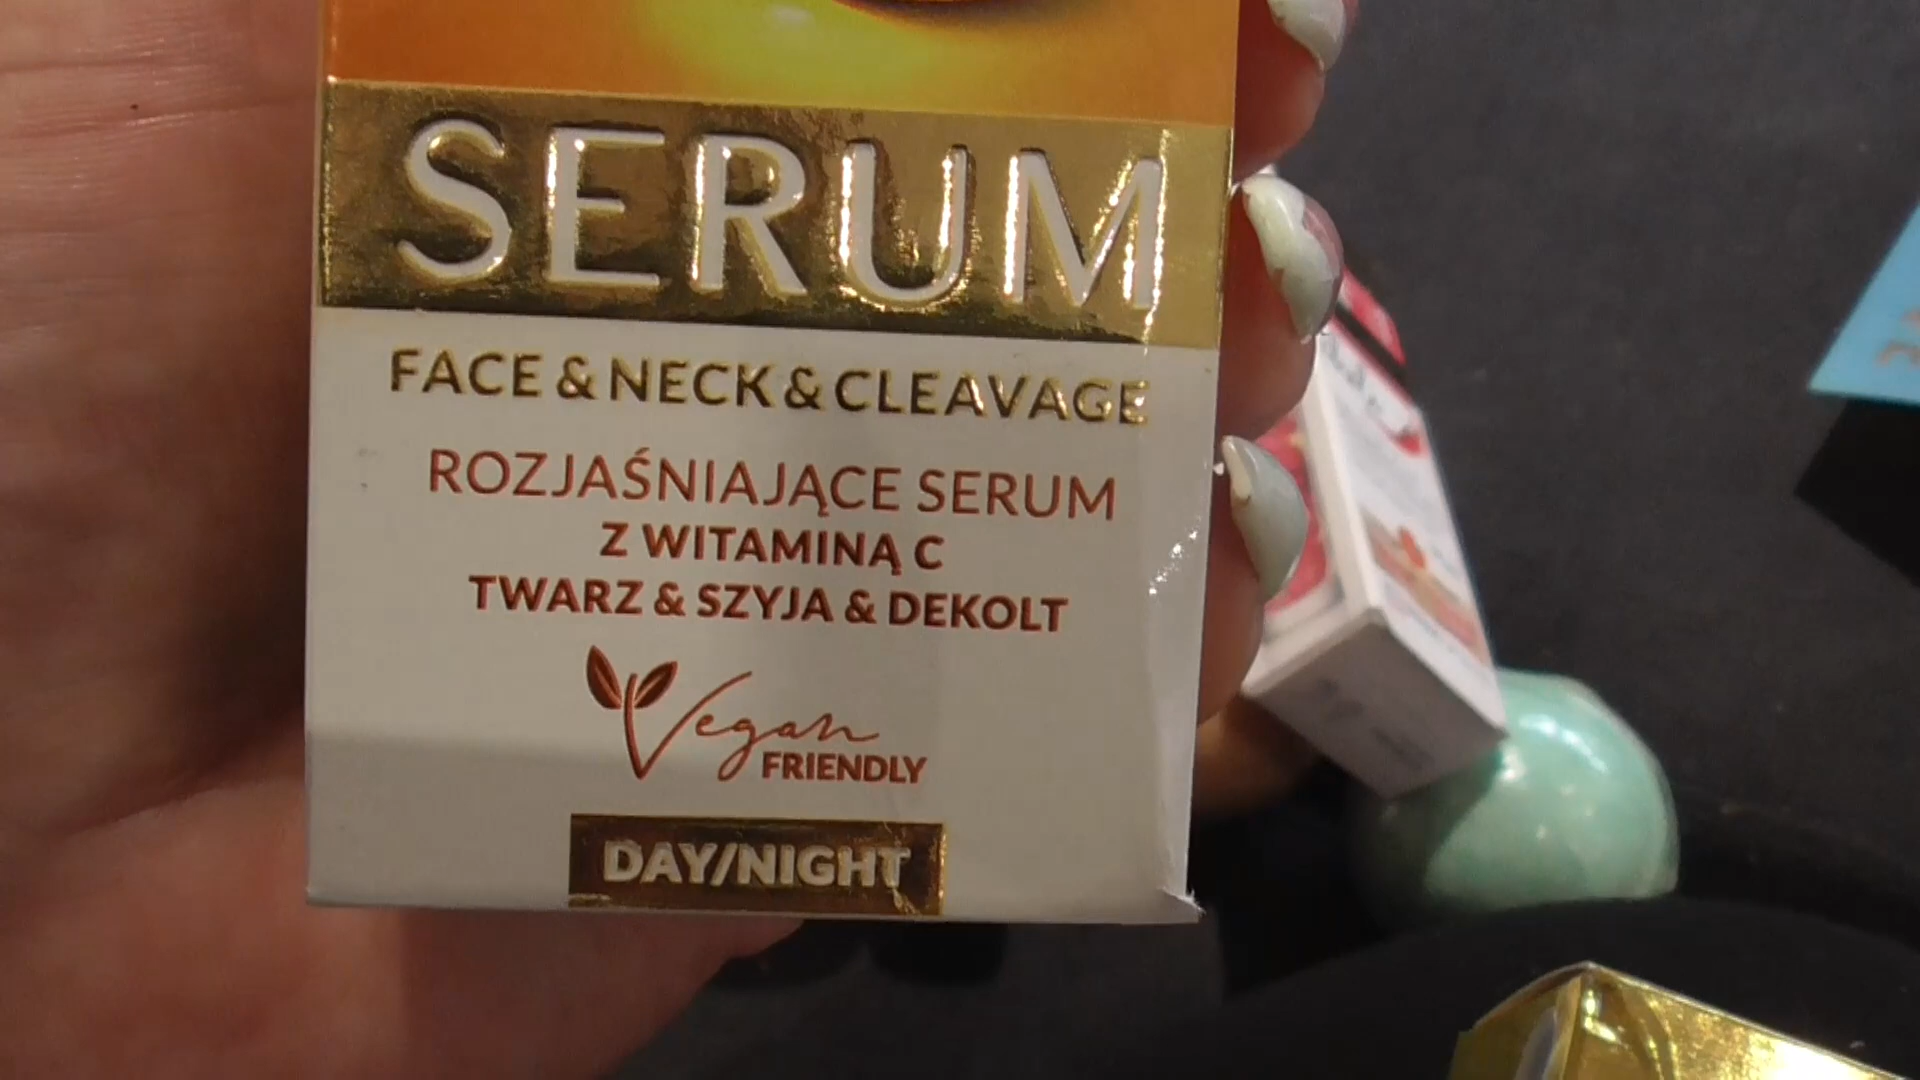 SERUM
FACE & NECK & CLEAVAGE
ROZJAŚNIAJĄCE SERUM
Z WITAMINĄ C
TWARZ & SZYJA & DEKOLT
Vegan
FRIENDLY
DAY/NIGHT